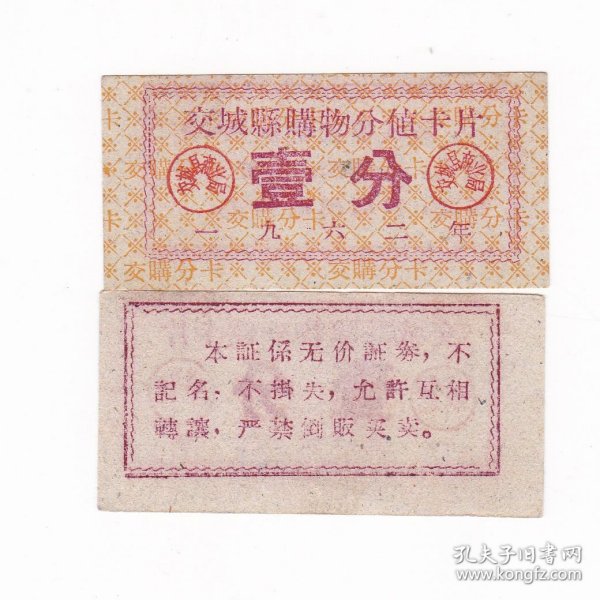 交城縣購物分值卡片
壹分
一九六二年
交購分卡
本証係无价証券，不
記名，不掛失，允許互相
轉讓，严禁倒販买卖。
孔夫子旧书网
www.kongfz.com